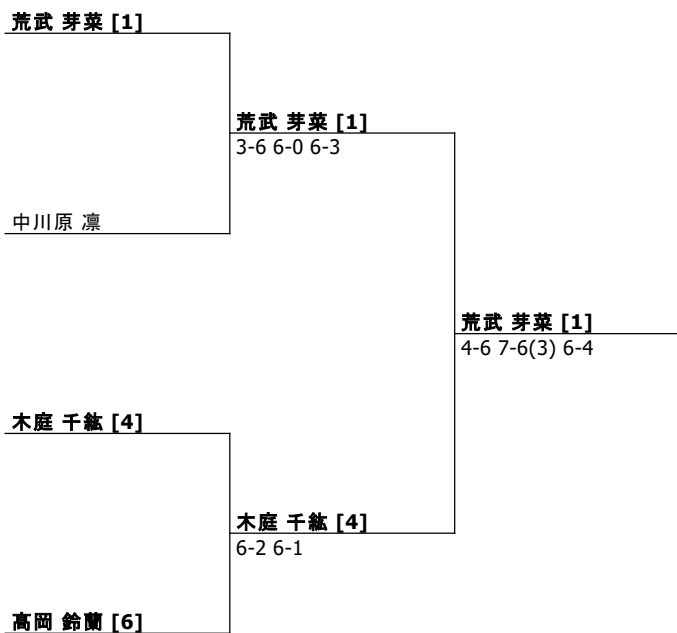 荒武 芽菜 [1]
荒武 芽菜 [1]
3-6 6-0 6-3
中川原 凛
荒武 芽菜 [1]
4-6 7-6(3) 6-4
木庭 千紘 [4]
木庭 千紘 [4]
6-2 6-1
髙岡 鈴蘭 [6]